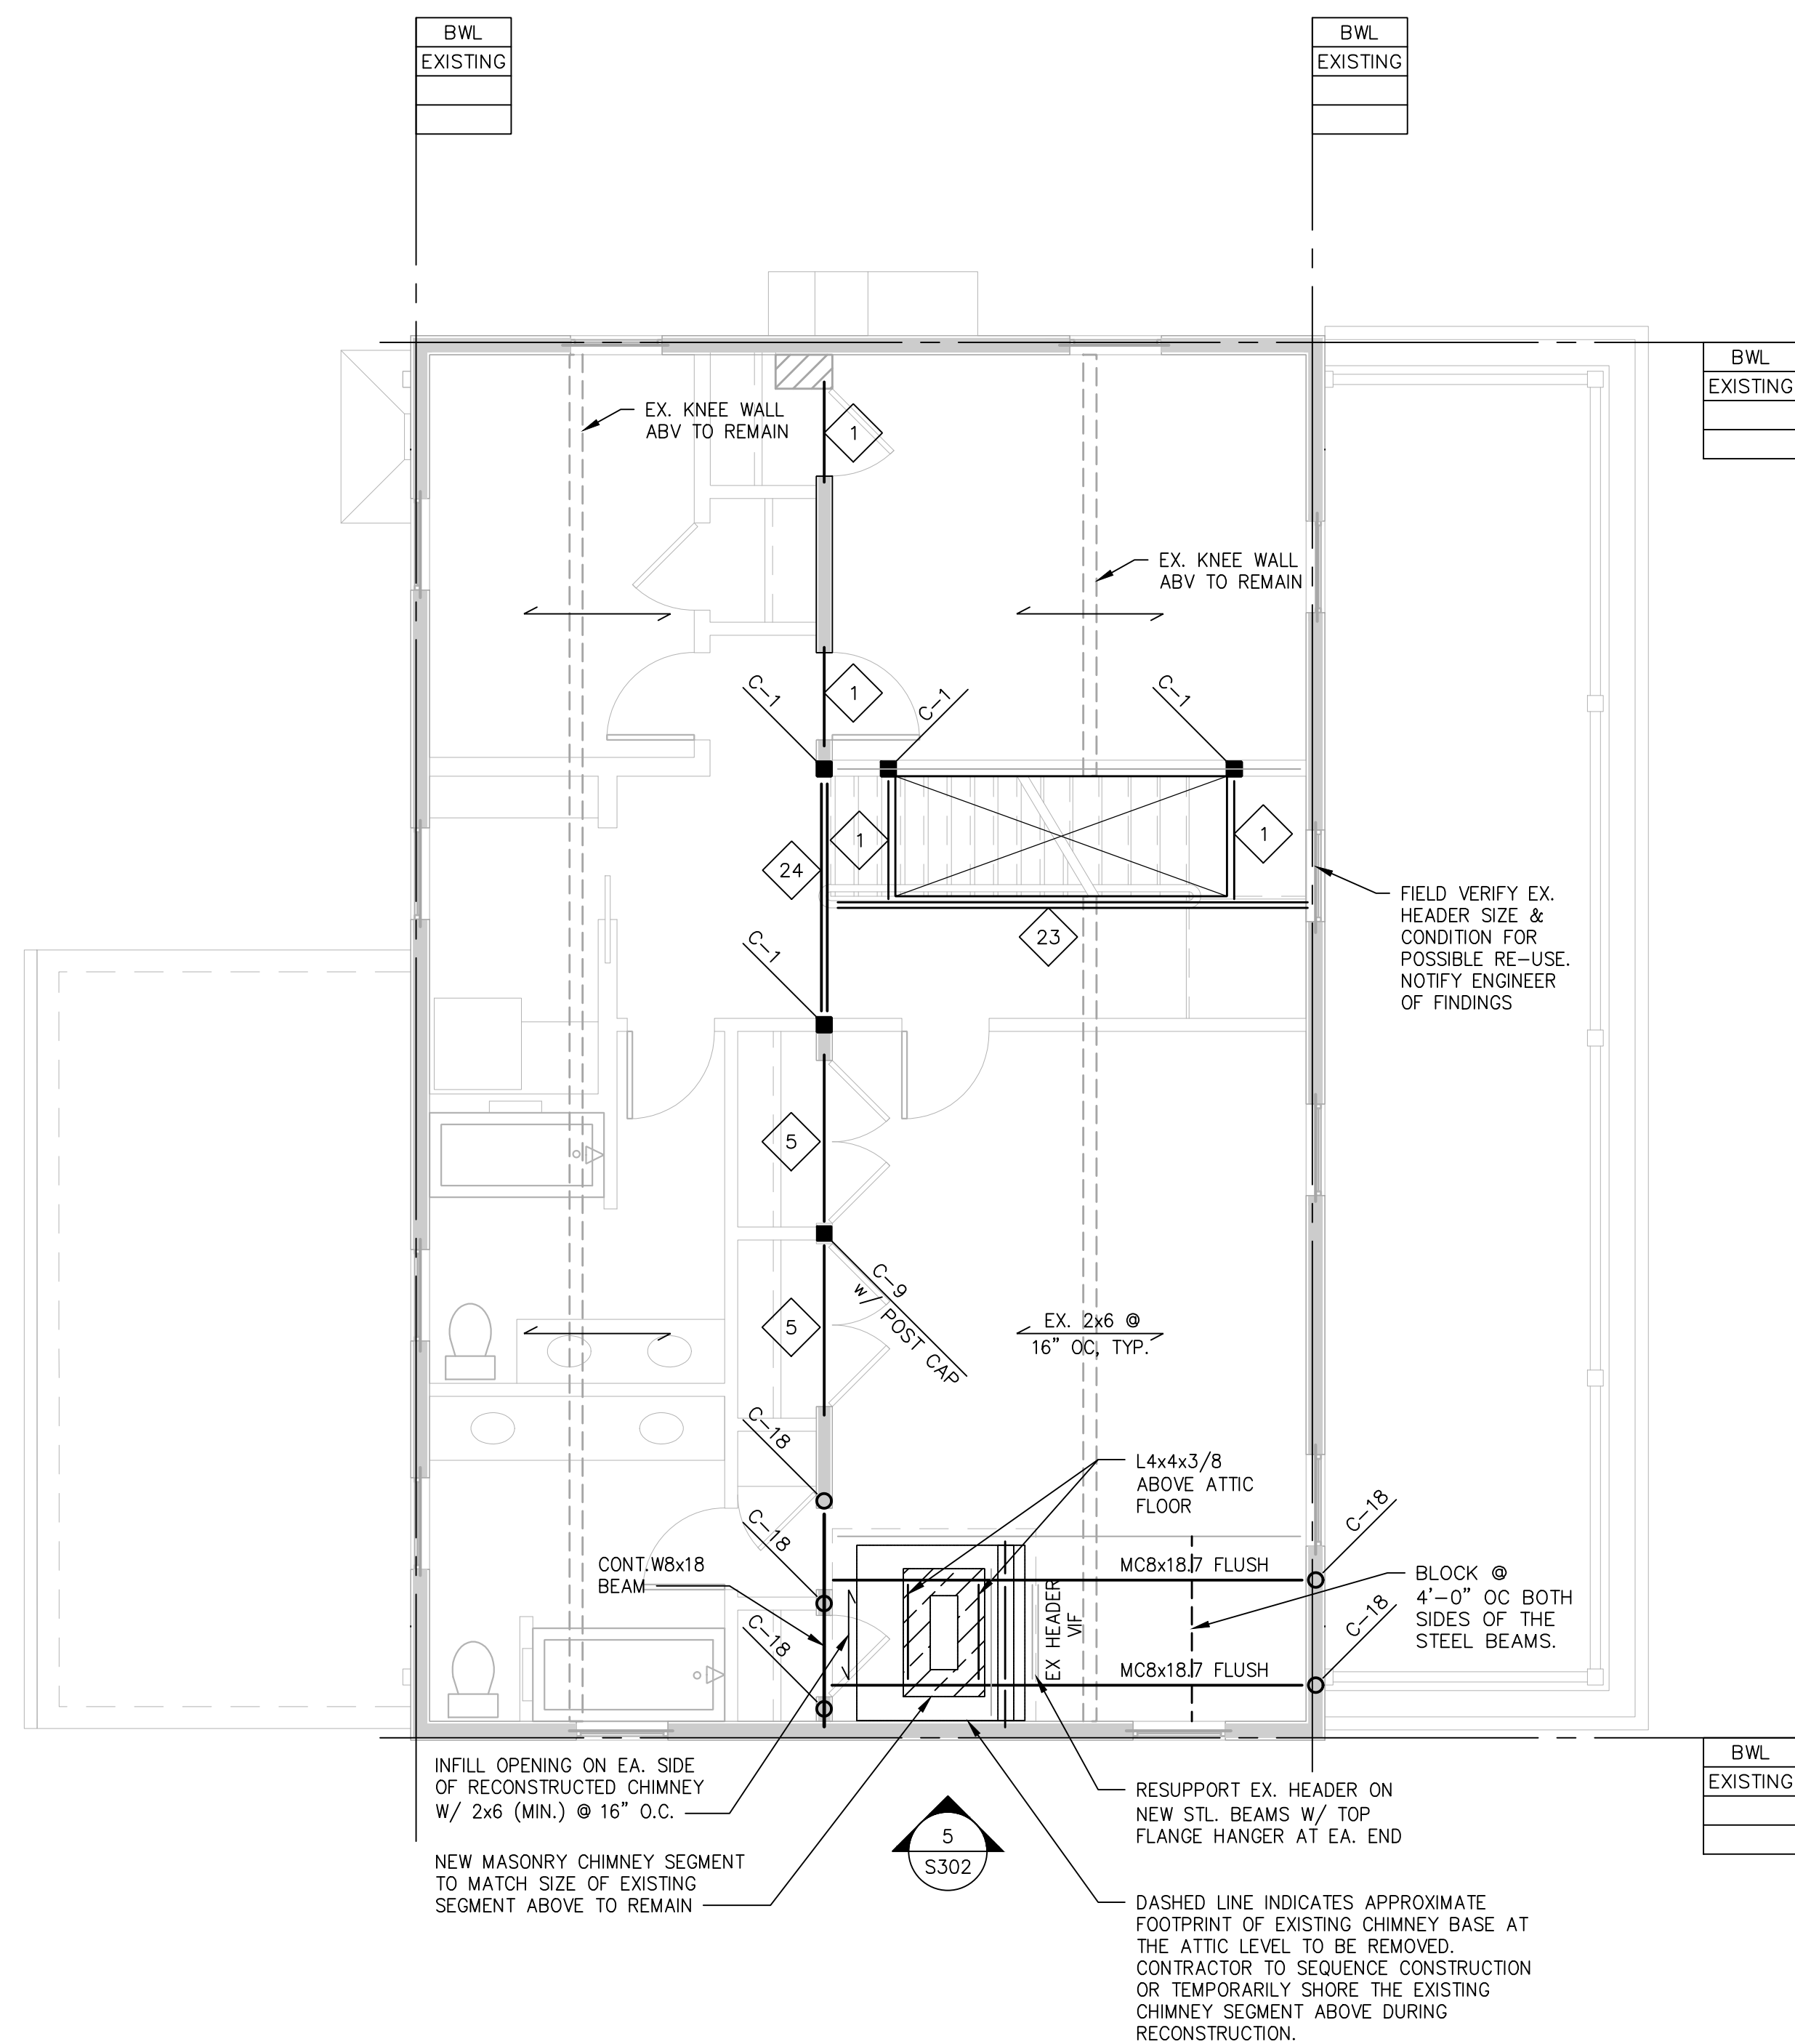 BWL
EXISTING
BWL
EXISTING
BWL
EXISTING
EX. KNEE WALL
ABV TO REMAIN
1
EX. KNEE WALL
ABV TO REMAIN
C-1
1
C-1
C-1
1
1
24
FIELD VERIFY EX.
HEADER SIZE &
CONDITION FOR
POSSIBLE RE-USE.
NOTIFY ENGINEER
OF FINDINGS
23
C-1
5
C-9
w/ POST CAP
5
EX. 2x6 @
16" OC, TYP.
C-18
L4x4x3/8
ABOVE ATTIC
FLOOR
C-18
C-18
CONT.W8x18
BEAM
MC8x18.7 FLUSH
BLOCK @
4'-0" OC BOTH
SIDES OF THE
STEEL BEAMS.
EX HEADER
VIF
C-18
C-18
MC8x18.7 FLUSH
BWL
EXISTING
INFILL OPENING ON EA. SIDE
OF RECONSTRUCTED CHIMNEY
W/ 2x6 (MIN.) @ 16" O.C.
RESUPPORT EX. HEADER ON
NEW STL. BEAMS W/ TOP
FLANGE HANGER AT EA. END
5
S302
NEW MASONRY CHIMNEY SEGMENT
TO MATCH SIZE OF EXISTING
SEGMENT ABOVE TO REMAIN
DASHED LINE INDICATES APPROXIMATE
FOOTPRINT OF EXISTING CHIMNEY BASE AT
THE ATTIC LEVEL TO BE REMOVED.
CONTRACTOR TO SEQUENCE CONSTRUCTION
OR TEMPORARILY SHORE THE EXISTING
CHIMNEY SEGMENT ABOVE DURING
RECONSTRUCTION.